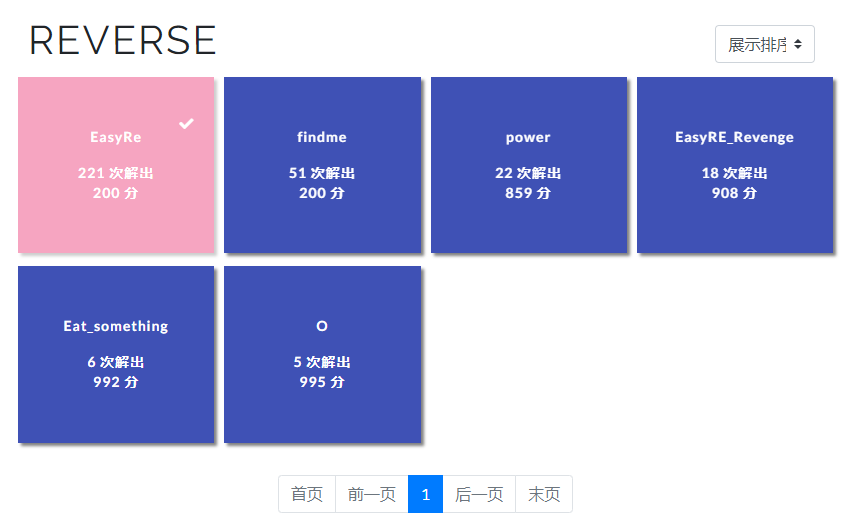 REVERSE
展示排序
EasyRe
221 次解出
200 分
findme
51 次解出
200 分
power
22 次解出
859 分
EasyRE_Revenge
18 次解出
908 分
Eat_something
6 次解出
992 分
O
5 次解出
995 分
首页 前一页 1 后一页 末页